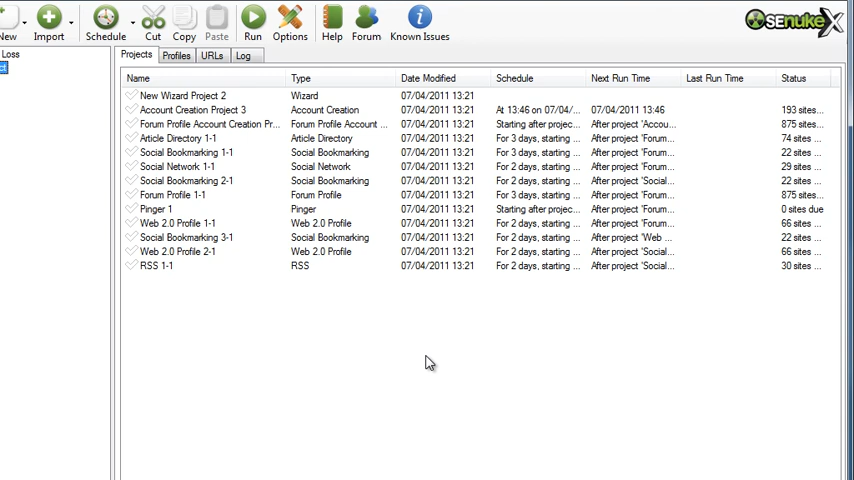 SENUKEX
New Import Schedule Cut Copy Paste Run Options Help Forum Known Issues
Loss
Projects Profiles URLs Log
Name Type Date Modified Schedule Next Run Time Last Run Time Status
New Wizard Project 2 Wizard 07/04/2011 13:21
Account Creation Project 3 Account Creation 07/04/2011 13:21 At 13:46 on 07/04/... 07/04/2011 13:46 193 sites...
Forum Profile Account Creation Pr... Forum Profile Account ... 07/04/2011 13:21 Starting after projec... After project 'Accou... 875 sites...
Article Directory 1-1 Article Directory 07/04/2011 13:21 For 3 days, starting ... After project 'Forum... 74 sites ...
Social Bookmarking 1-1 Social Bookmarking 07/04/2011 13:21 For 3 days, starting ... After project 'Forum... 22 sites ...
Social Network 1-1 Social Network 07/04/2011 13:21 For 2 days, starting ... After project 'Forum... 29 sites ...
Social Bookmarking 2-1 Social Bookmarking 07/04/2011 13:21 For 2 days, starting ... After project 'Social... 22 sites ...
Forum Profile 1-1 Forum Profile 07/04/2011 13:21 For 3 days, starting ... After project 'Forum... 875 sites...
Pinger 1 Pinger 07/04/2011 13:21 Starting after projec... After project 'Forum... 0 sites due
Web 2.0 Profile 1-1 Web 2.0 Profile 07/04/2011 13:21 For 2 days, starting ... After project 'Forum... 66 sites ...
Social Bookmarking 3-1 Social Bookmarking 07/04/2011 13:21 For 2 days, starting ... After project 'Web ... 22 sites ...
Web 2.0 Profile 2-1 Web 2.0 Profile 07/04/2011 13:21 For 2 days, starting ... After project 'Social... 66 sites ...
RSS 1-1 RSS 07/04/2011 13:21 For 2 days, starting ... After project 'Social... 30 sites ...